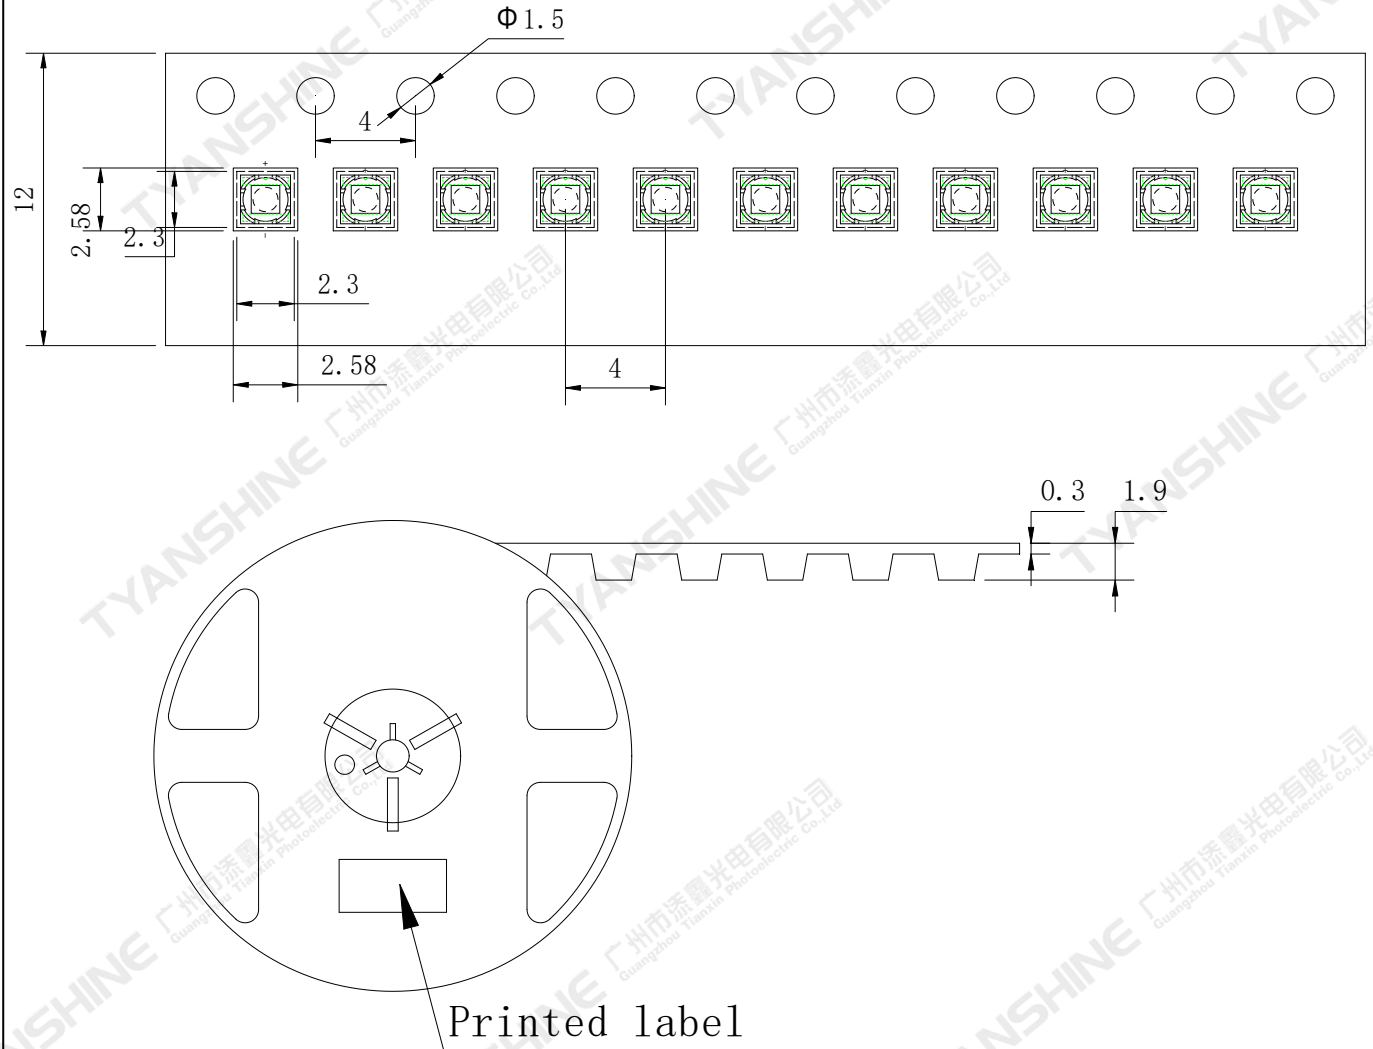 Φ1.5
4
12
2.58
2.3
2.3
2.58
4
0.3
1.9
Printed label
TYANSHINE 广州市添鑫光电有限公司
Guangzhou Tianxin Photoelectric Co.,Ltd